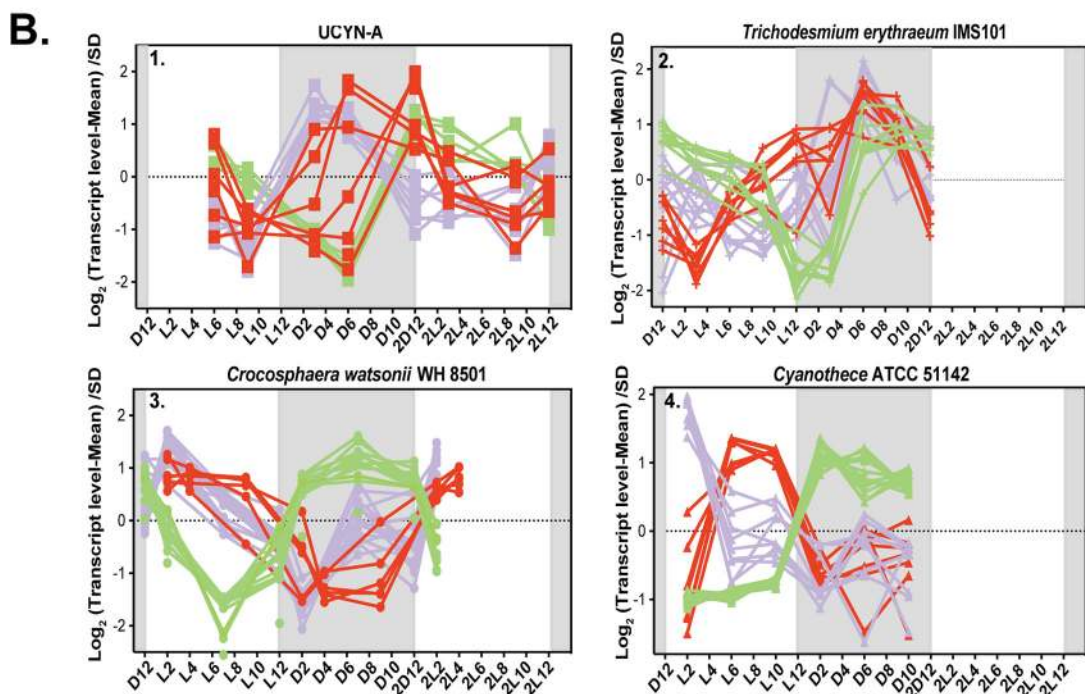 B.
UCYN-A
1.
Log2 (Transcript level-Mean) /SD
2
1
0
-1
-2
D12 L2 L4 L6 L8 L10 L12 D2 D4 D6 D8 D10 2D12 2L2 2L4 2L6 2L8 2L10 2L12
Trichodesmium erythraeum IMS101
2.
Log2 (Transcript level-Mean) /SD
2
1
0
-1
-2
D12 L2 L4 L6 L8 L10 L12 D2 D4 D6 D8 D10 2D12 2L2 2L4 2L6 2L8 2L10 2L12
Crocosphaera watsonii WH 8501
3.
Log2 (Transcript level-Mean) /SD
2
1
0
-1
-2
D12 L2 L4 L6 L8 L10 L12 D2 D4 D6 D8 D10 2D12 2L2 2L4 2L6 2L8 2L10 2L12
Cyanothece ATCC 51142
4.
Log2 (Transcript level-Mean) /SD
2
1
0
-1
D12 L2 L4 L6 L8 L10 L12 D2 D4 D6 D8 D10 2D12 2L2 2L4 2L6 2L8 2L10 2L12